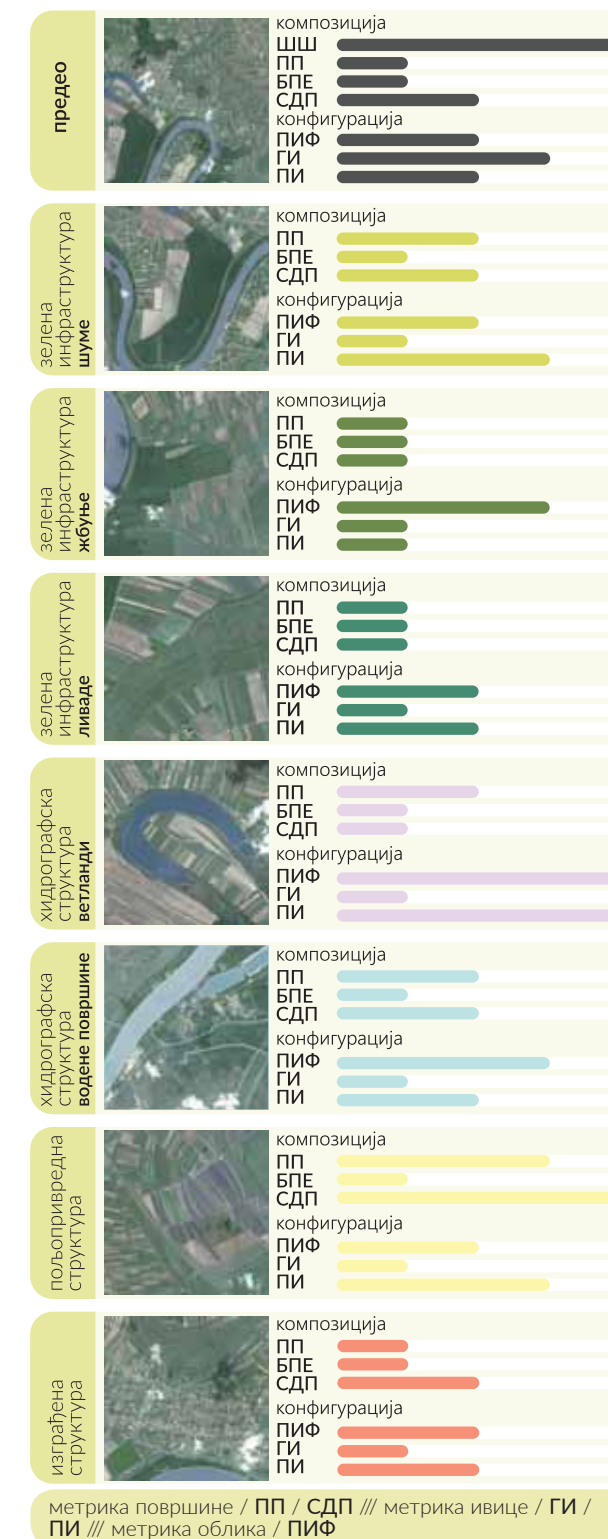 предео
композиција
ШШ
ПП
БПЕ
СДП
конфигурација
ПИФ
ГИ
ПИ
зелена
инфраструктура
шуме
композиција
ПП
БПЕ
СДП
конфигурација
ПИФ
ГИ
ПИ
зелена
инфраструктура
жбуње
композиција
ПП
БПЕ
СДП
конфигурација
ПИФ
ГИ
ПИ
зелена
инфраструктура
ливаде
композиција
ПП
БПЕ
СДП
конфигурација
ПИФ
ГИ
ПИ
хидрографска
структура
ветланди
композиција
ПП
БПЕ
СДП
конфигурација
ПИФ
ГИ
ПИ
хидрографска
структура
водене површине
композиција
ПП
БПЕ
СДП
конфигурација
ПИФ
ГИ
ПИ
пољопривредна
структура
композиција
ПП
БПЕ
СДП
конфигурација
ПИФ
ГИ
ПИ
изграђена
структура
композиција
ПП
БПЕ
СДП
конфигурација
ПИФ
ГИ
ПИ
метрика површине / ПП / СДП /// метрика ивице / ГИ /
ПИ /// метрика облика / ПИФ